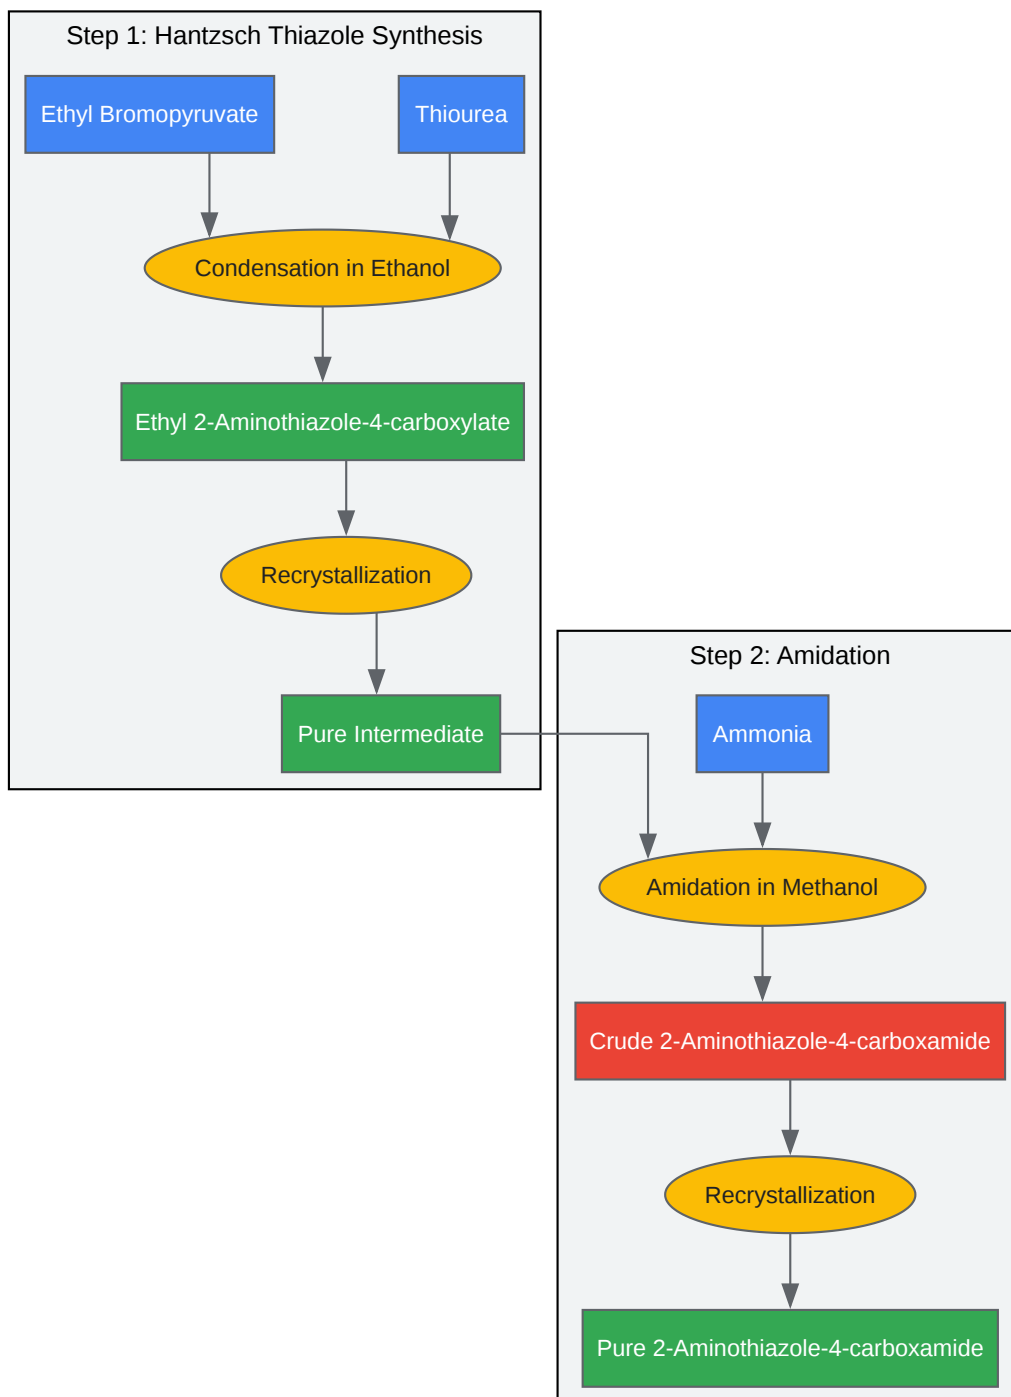 Step 1: Hantzsch Thiazole Synthesis
Ethyl Bromopyruvate
Thiourea
Condensation in Ethanol
Ethyl 2-Aminothiazole-4-carboxylate
Recrystallization
Pure Intermediate
Step 2: Amidation
Ammonia
Amidation in Methanol
Crude 2-Aminothiazole-4-carboxamide
Recrystallization
Pure 2-Aminothiazole-4-carboxamide